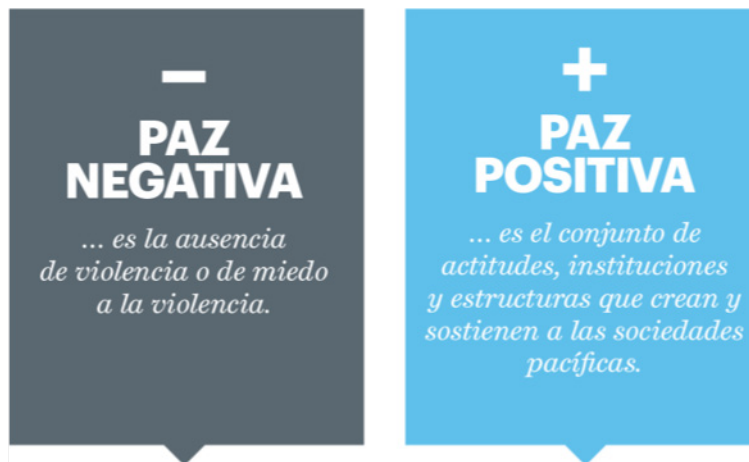 −
PAZ
NEGATIVA
... es la ausencia
de violencia o de miedo
a la violencia.
+
PAZ
POSITIVA
... es el conjunto de
actitudes, instituciones
y estructuras que crean y
sostienen a las sociedades
pacíficas.